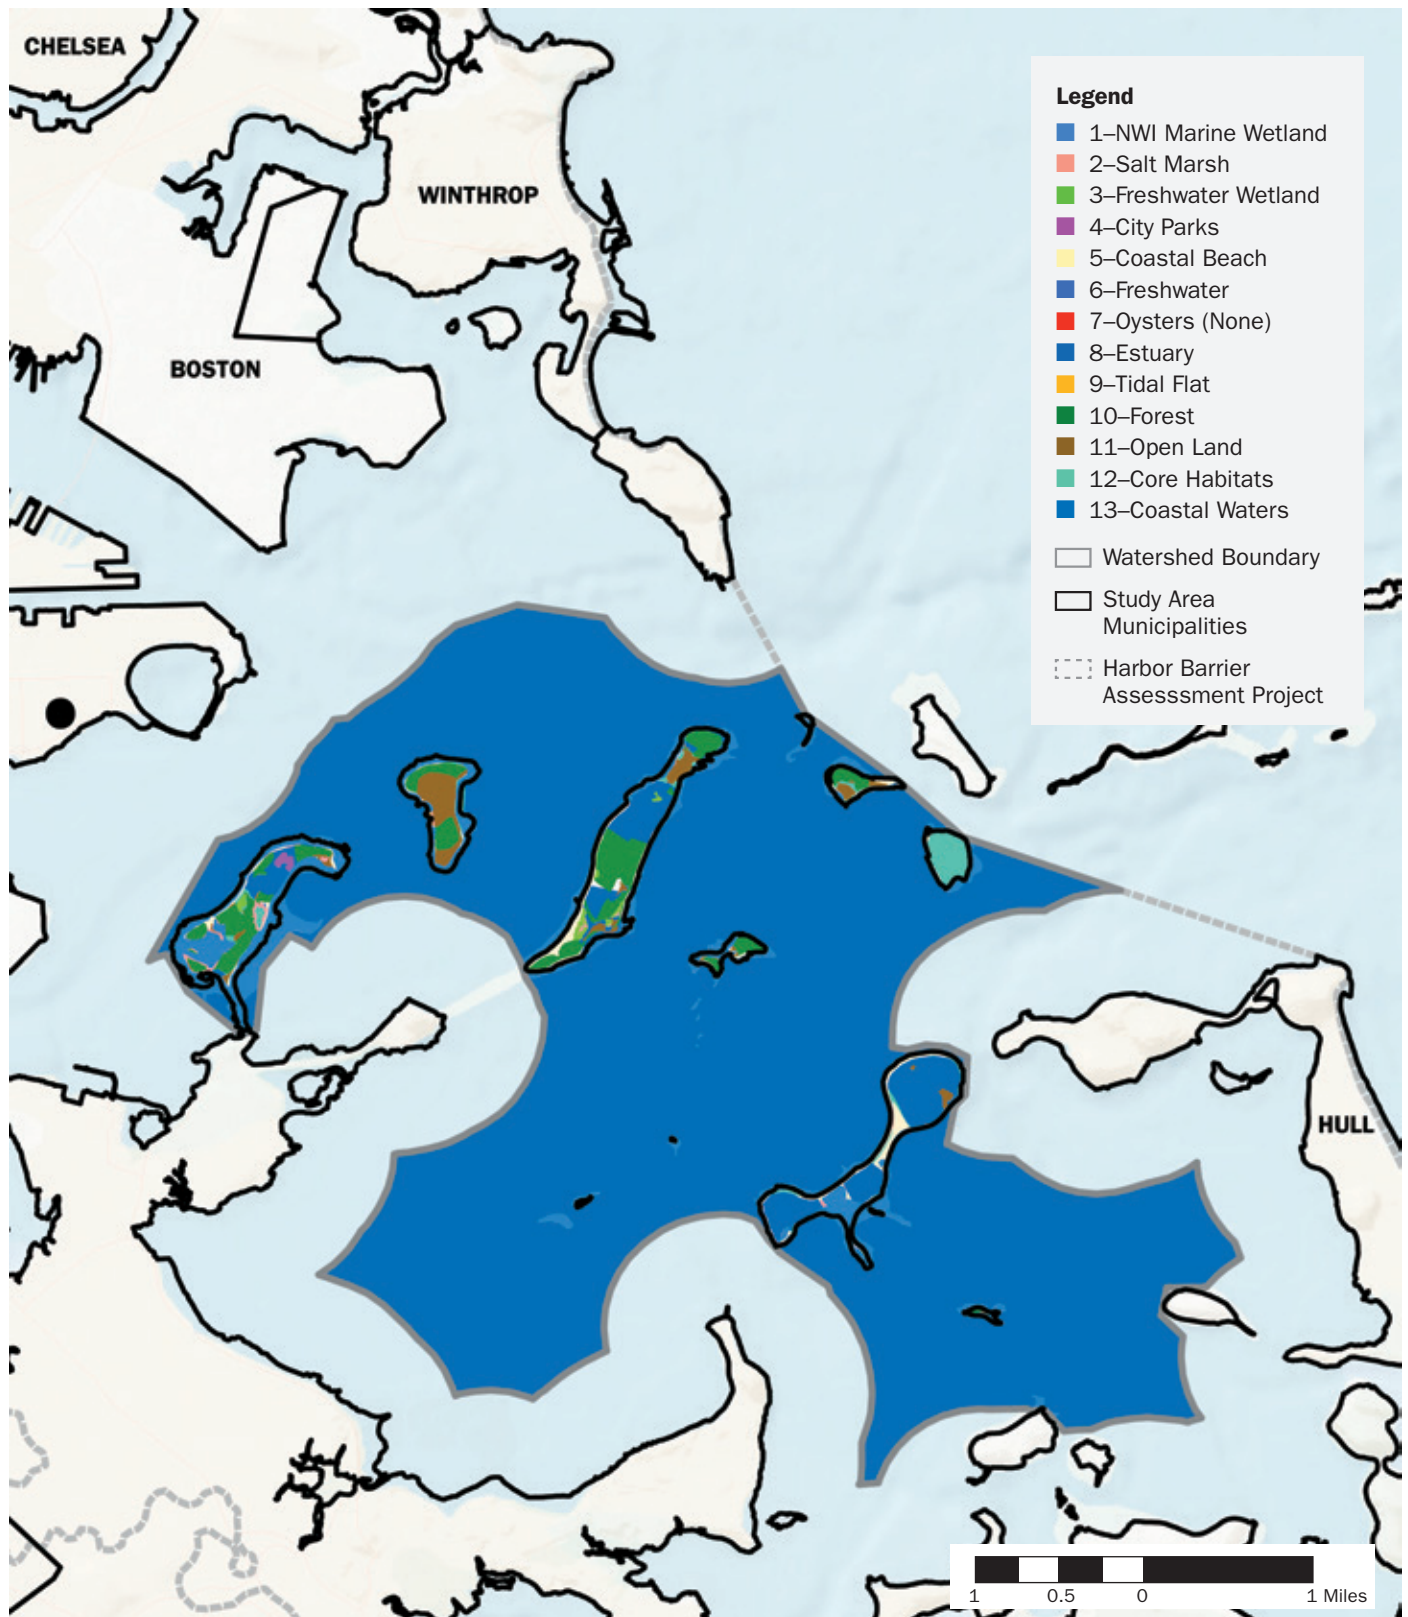 CHELSEA
WINTHROP
BOSTON
HULL
Legend
1–NWI Marine Wetland
2–Salt Marsh
3–Freshwater Wetland
4–City Parks
5–Coastal Beach
6–Freshwater
7–Oysters (None)
8–Estuary
9–Tidal Flat
10–Forest
11–Open Land
12–Core Habitats
13–Coastal Waters
Watershed Boundary
Study Area
Municipalities
Harbor Barrier
Assesssment Project
1 0.5 0 1 Miles